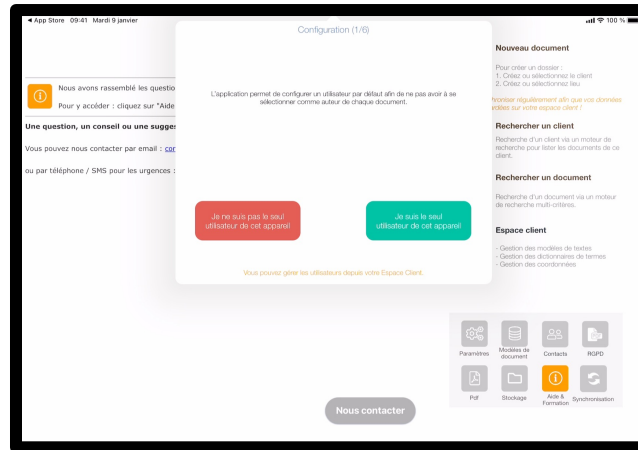 App Store 09:41 Mardi 9 janvier
100 %
Configuration (1/6)
L'application permet de configurer un utilisateur par défaut afin de ne pas avoir à se
sélectionner comme auteur de chaque document.
Je ne suis pas le seul
utilisateur de cet appareil
Je suis le seul
utilisateur de cet appareil
Vous pouvez gérer les utilisateurs depuis votre Espace Client.
Nous avons rassemblé les questio
Pour y accéder : cliquez sur "Aide
Une question, un conseil ou une sugges
Vous pouvez nous contacter par email : cor
ou par téléphone / SMS pour les urgences :
Nouveau document
Pour créer un dossier :
1. Créez ou sélectionnez le client
2. Créez ou sélectionnez lieu
régulièrement afin que vos données
sur votre espace client !
Rechercher un client
Recherche d'un client via un moteur de
recherche pour lister les documents de ce
client.
Rechercher un document
Recherche d'un document via un moteur
de recherche multi-critères.
Espace client
- Gestion des modèles de textes
- Gestion des dictionnaires de termes
- Gestion des coordonnées
Paramètres
Modèles de
document
Contacts
RGPD
Pdf
Stockage
Aide &
Formation
Synchronisation
Nous contacter